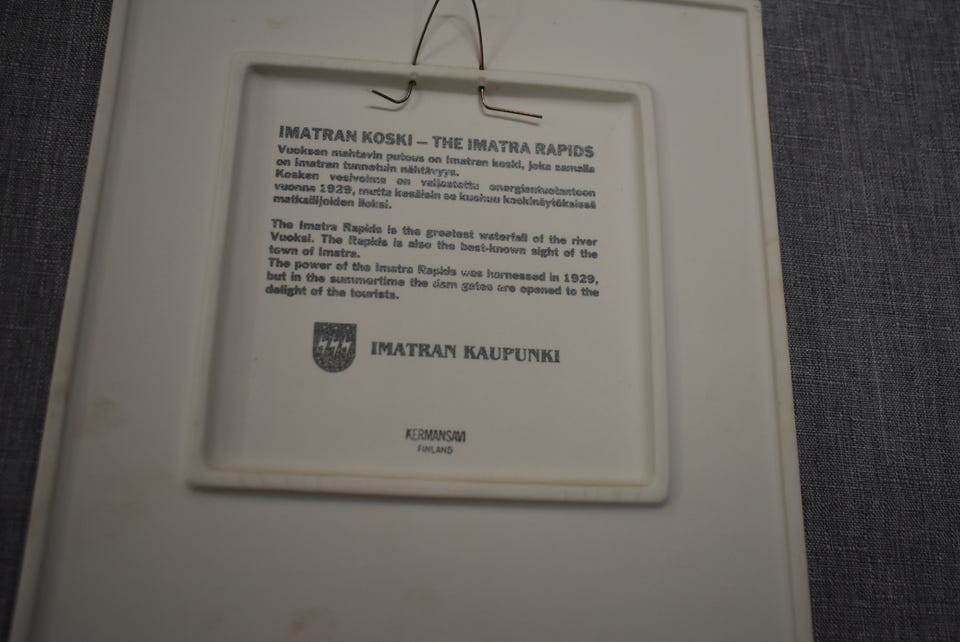 IMATRAN KOSKI – THE IMATRA RAPIDS
Vuoksen mahtavin putous on Imatran koski, joka samalla
on Imatran tunnetuin nähtävyys.
Kosken vesivoima on valjastettu energiantuotantoon
vuonna 1929, mutta kesäisin se kuohuu koskinäytöksissä
matkailijoiden iloksi.
The Imatra Rapids is the greatest waterfall of the river
Vuoksi. The Rapids is also the best-known sight of the
town of Imatra.
The power of the Imatra Rapids was harnessed in 1929,
but in the summertime the dam gates are opened to the
delight of the tourists.
IMATRAN KAUPUNKI
KERMANSAVI
FINLAND